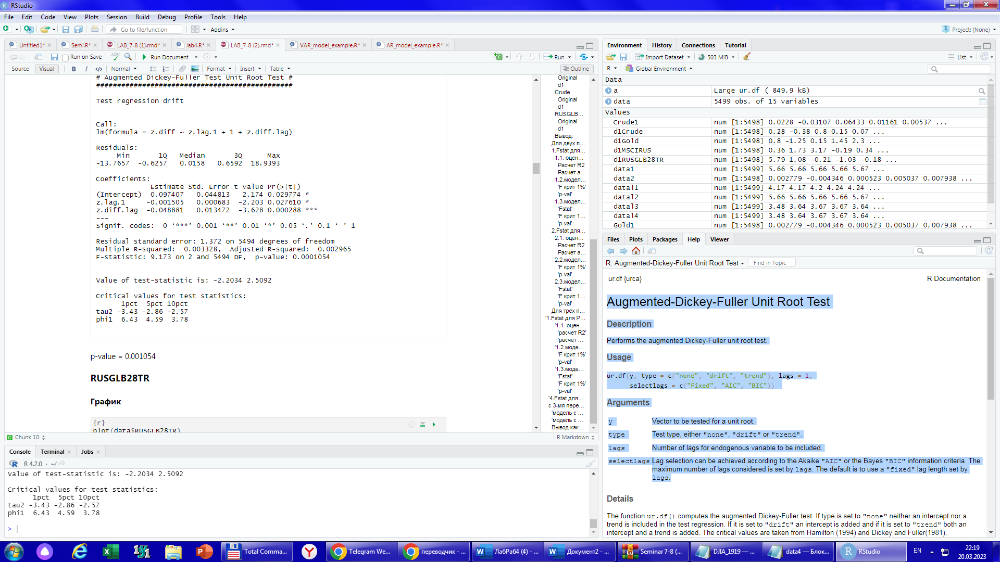 RStudio
File Edit Code View Plots Session Build Debug Profile Tools Help
Go to file/function Addins Project: (None)
Untitled1* Semi.R* LAB_7-8 (1).rmd* lab4.R* LAB_7-8 (2).rmd* VAR_model_example.R* AR_model_example.R*
Run on Save ABC Run Document Run
Source Visual B I </> Normal Format Insert Table Outline
# Augmented Dickey-Fuller Test Unit Root Test #
###############################################
Test regression drift
Call:
lm(formula = z.diff ~ z.lag.1 + 1 + z.diff.lag)
Residuals:
Min 1Q Median 3Q Max
-13.7657 -0.6257 0.0158 0.6592 18.9393
Coefficients:
Estimate Std. Error t value Pr(>|t|)
(Intercept) 0.097407 0.044813 2.174 0.029774 *
z.lag.1 -0.001505 0.000683 -2.203 0.027610 *
z.diff.lag -0.048881 0.013472 -3.628 0.000288 ***
---
Signif. codes: 0 ‘***’ 0.001 ‘**’ 0.01 ‘*’ 0.05 ‘.’ 0.1 ‘ ’ 1
Residual standard error: 1.372 on 5494 degrees of freedom
Multiple R-squared: 0.003328, Adjusted R-squared: 0.002965
F-statistic: 9.173 on 2 and 5494 DF, p-value: 0.0001054
Value of test-statistic is: -2.2034 2.5092
Critical values for test statistics:
1pct 5pct 10pct
tau2 -3.43 -2.86 -2.57
phi1 6.43 4.59 3.78
p-value = 0.001054
RUSGLB28TR
График
{r}
plot(data$RUSGLB28TR)
Chunk 10 R Markdown
Original
d1
Crude
Original
d1
RUSGLB...
Original
d1
Вывод:
Для двух п...
1.Fstat для...
1.1. оцен...
Расчет R2
Расчет а...
1.2.модел...
'F крит 1%'
'p-val'
1.3.модел...
'Fstat'
'F крит 1...
'p-val'
2.Fstat для...
2.1. оцен...
Расчет R2
Расчет а...
2.2.модел...
'F крит 1%'
'p-val'
2.3.модел...
'Fstat'
'F крит 1...
'p-val'
Для трех п...
'1.Fstat для Р...
'1.1. оцен...
'расчет R2'
'расчет ...
'1.2.моде...
'F крит 1%'
'p-val'
'1.3.моде...
'Fstat'
'F крит 1%'
'p-val'
'4.Fstat для ...
с 3-мя пере...
'модель с ...
'модель с ...
Вывод как...
Console Terminal Jobs
R 4.2.0 · ~/
Value of test-statistic is: -2.2034 2.5092
Critical values for test statistics:
1pct 5pct 10pct
tau2 -3.43 -2.86 -2.57
phi1 6.43 4.59 3.78
>
Environment History Connections Tutorial
Import Dataset 503 MiB List
R Global Environment
Data
a Large ur.df ( 849.9 kB)
data 5499 obs. of 15 variables
Values
Crude1 num [1:5498] 0.0228 -0.03107 0.06433 0.01161 0.00537 ...
d1Crude num [1:5498] 0.28 -0.38 0.8 0.15 0.07 ...
d1Gold num [1:5498] 0.8 -1.25 0.15 1.45 2.3 ...
d1MSCIRUS num [1:5498] 0.36 1.73 3.17 -0.19 0.34 ...
d1RUSGLB28TR num [1:5498] 5.79 1.08 -0.21 -1.03 -0.18 ...
data1 num [1:5499] 5.66 5.66 5.66 5.66 5.67 ...
data2 num [1:5498] 0.002779 -0.004346 0.000523 0.005037 0.007938 ...
datal1 num [1:5499] 4.17 4.17 4.2 4.24 4.24 ...
datal2 num [1:5499] 5.66 5.66 5.66 5.66 5.67 ...
datal3 num [1:5499] 3.48 3.64 3.67 3.67 3.64 ...
datal4 num [1:5499] 3.48 3.64 3.67 3.67 3.64 ...
Gold1 num [1:5498] 0.002779 -0.004346 0.000523 0.005037 0.007938 ...
Files Plots Packages Help Viewer
R: Augmented-Dickey-Fuller Unit Root Test Find in Topic
ur.df {urca} R Documentation
Augmented-Dickey-Fuller Unit Root Test
Description
Performs the augmented Dickey-Fuller unit root test.
Usage
ur.df(y, type = c("none", "drift", "trend"), lags = 1,
selectlags = c("Fixed", "AIC", "BIC"))
Arguments
y Vector to be tested for a unit root.
type Test type, either "none", "drift" or "trend".
lags Number of lags for endogenous variable to be included.
selectlags Lag selection can be achieved according to the Akaike "AIC" or the Bayes "BIC" information criteria. The
maximum number of lags considered is set by lags. The default is to use a "fixed" lag length set by
lags.
Details
The function ur.df() computes the augmented Dickey-Fuller test. If type is set to "none" neither an intercept nor a
trend is included in the test regression. If it is set to "drift" an intercept is added and if it is set to "trend" both
an intercept and a trend is added. The critical values are taken from Hamilton (1994) and Dickey and Fuller(1981).
Total Comma... Telegram We... переводчик - ... ЛабРаб4 (4) - ... Документ2 - ... Seminar 7-8 (... DJIA_1919 — ... data4 — Блок... RStudio EN 22:19
20.03.2023